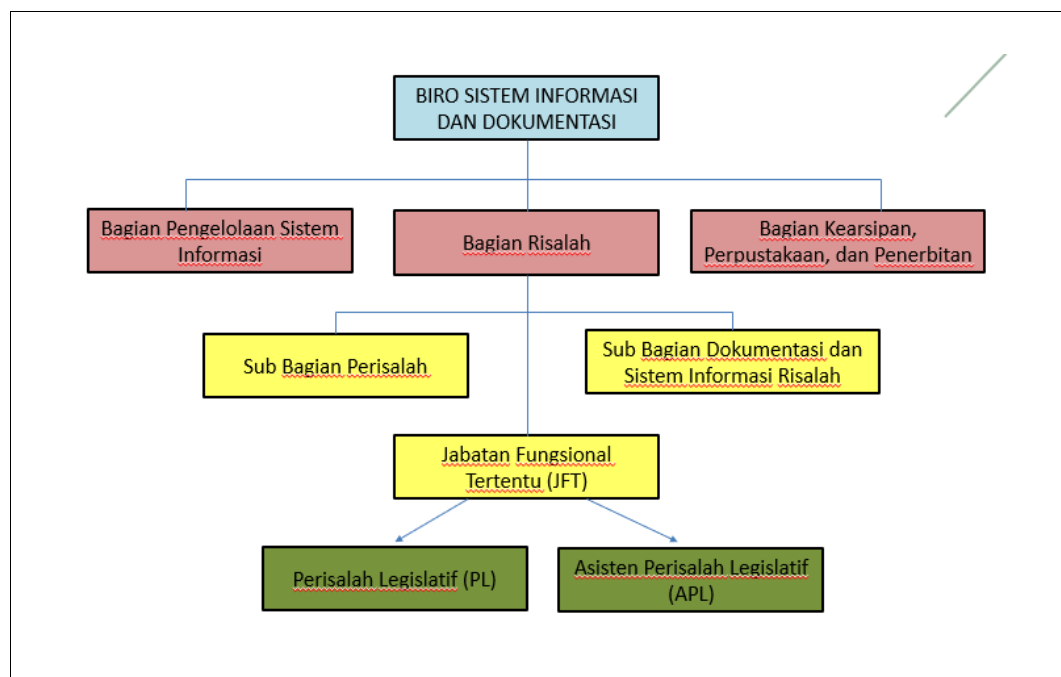 BIRO SISTEM INFORMASI
DAN DOKUMENTASI
Bagian Pengelolaan Sistem
Informasi
Bagian Risalah
Bagian Kearsipan,
Perpustakaan, dan Penerbitan
Sub Bagian Perisalah
Sub Bagian Dokumentasi dan
Sistem Informasi Risalah
Jabatan Fungsional
Tertentu (JFT)
Perisalah Legislatif (PL)
Asisten Perisalah Legislatif
(APL)